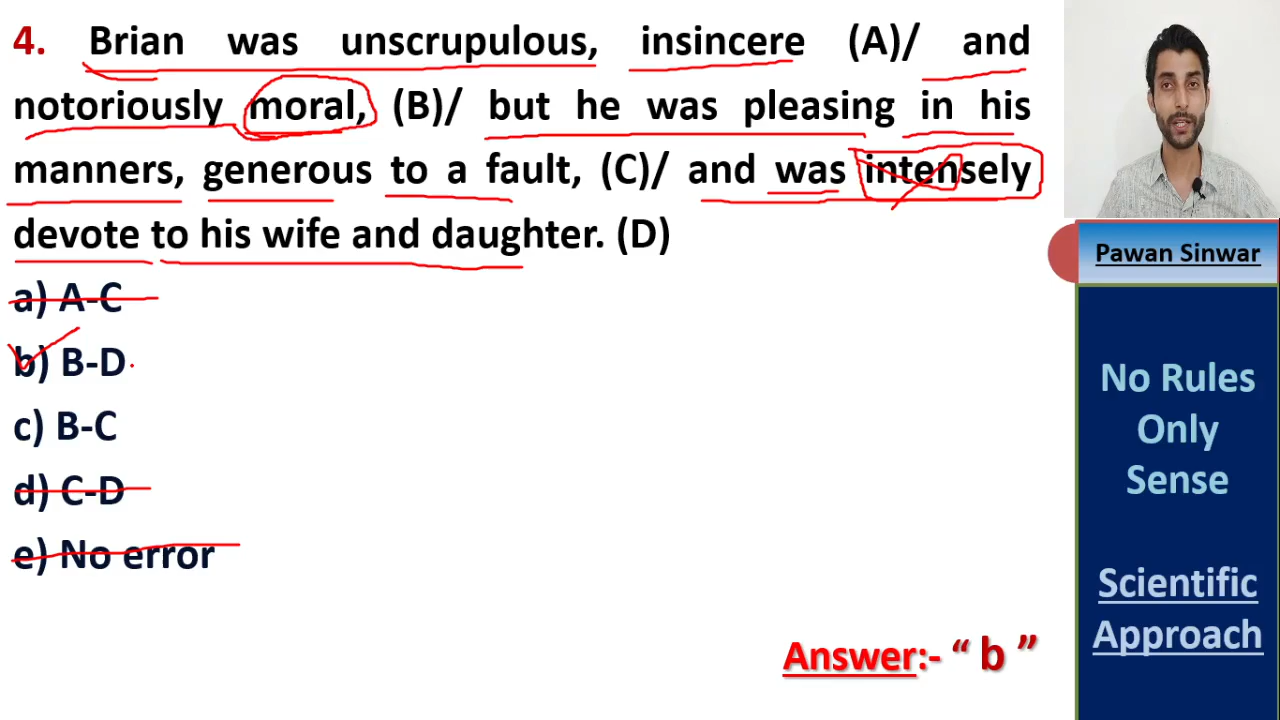 4. Brian was unscrupulous, insincere (A)/ and
notoriously moral, (B)/ but he was pleasing in his
manners, generous to a fault, (C)/ and was intensely
devote to his wife and daughter. (D)
a) A-C
b) B-D
c) B-C
d) C-D
e) No error
Answer:- “ b ”
Pawan Sinwar
No Rules
Only
Sense
Scientific
Approach